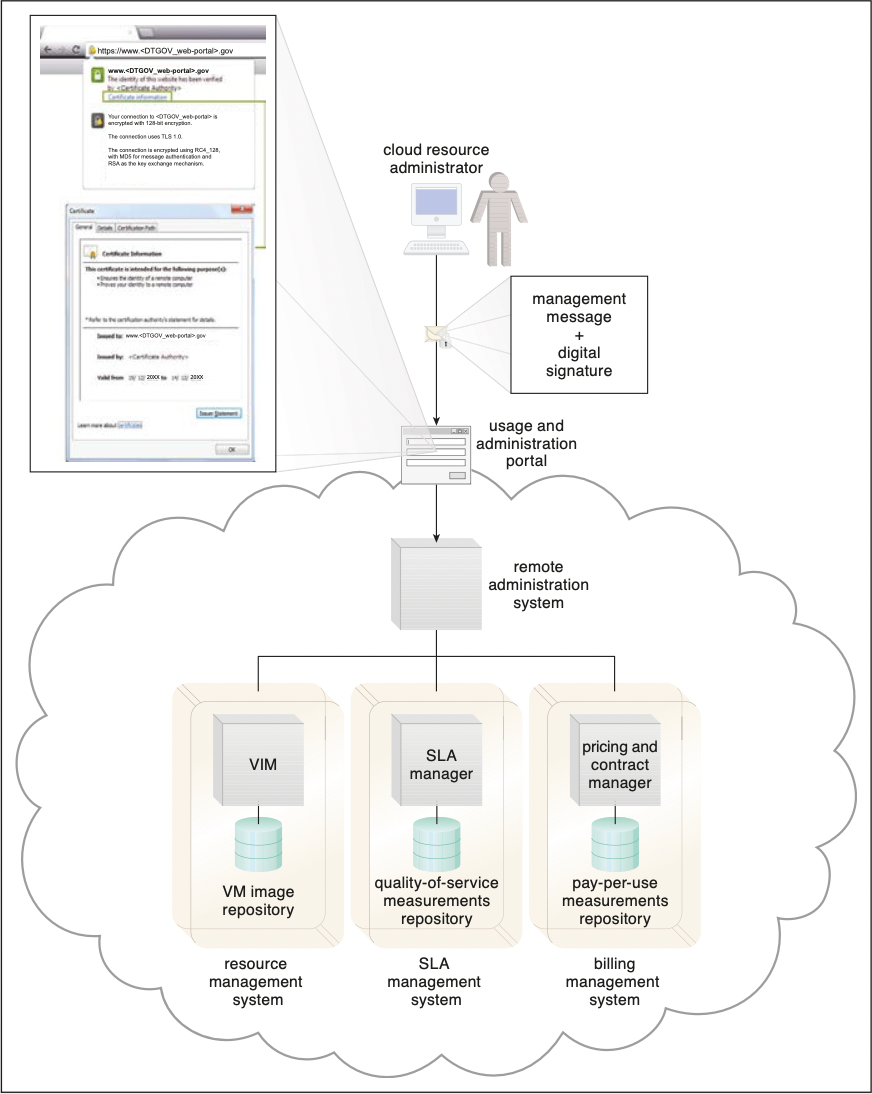 https://www.<DTGOV_web-portal>.gov
www.<DTGOV_web-portal>.gov
The identity of this website has been verified
by <Certificate Authority>
Certificate information
Your connection to <DTGOV_web-portal> is
encrypted with 128-bit encryption.
The connection uses TLS 1.0.
The connection is encrypted using RC4_128,
with MD5 for message authentication and
RSA as the key exchange mechanism.
Certificate
General Details Certification Path
Certificate Information
This certificate is intended for the following purpose(s):
•Ensures the identity of a remote computer
•Proves your identity to a remote computer
* Refer to the certification authority's statement for details.
Issued to: www.<DTGOV_web-portal>.gov
Issued by: <Certificate Authority>
Valid from 20XX to 20XX
Issuer Statement
Learn more about certificates
OK
cloud resource
administrator
management
message
+
digital
signature
usage and
administration
portal
remote
administration
system
VIM
SLA
manager
pricing and
contract
manager
VM image
repository
quality-of-service
measurements
repository
pay-per-use
measurements
repository
resource
management
system
SLA
management
system
billing
management
system